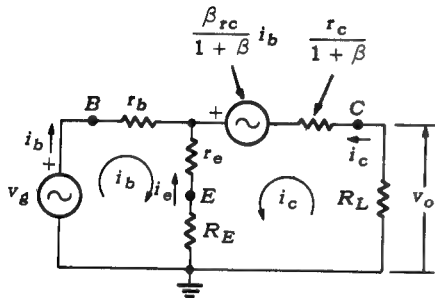 β_rc / 1 + β i_b
r_c / 1 + β
B
r_b
+
C
i_b
+
r_e
i_c
v_g
i_b
i_e
E
i_c
R_L
v_o
R_E